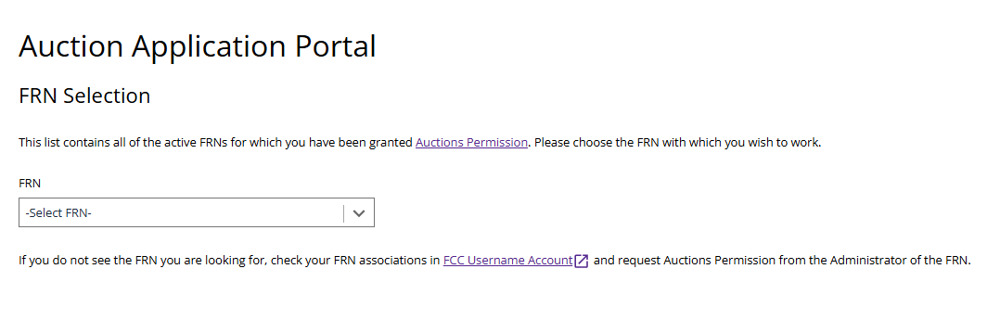 Auction Application Portal
FRN Selection
This list contains all of the active FRNs for which you have been granted Auctions Permission. Please choose the FRN with which you wish to work.
FRN
-Select FRN-
If you do not see the FRN you are looking for, check your FRN associations in FCC Username Account and request Auctions Permission from the Administrator of the FRN.